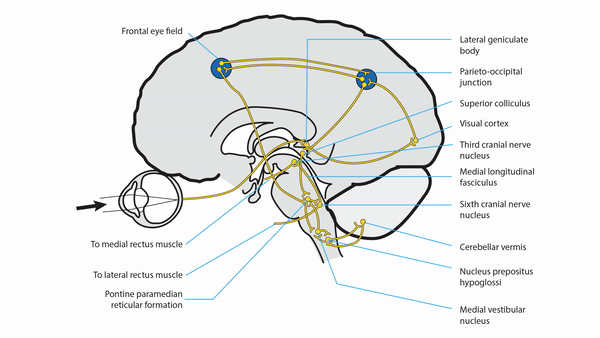 Frontal eye field
Lateral geniculate
body
Parieto-occipital
junction
Superior colliculus
Visual cortex
Third cranial nerve
nucleus
Medial longitudinal
fasciculus
Sixth cranial nerve
nucleus
To medial rectus muscle
Cerebellar vermis
To lateral rectus muscle
Nucleus prepositus
hypoglossi
Pontine paramedian
reticular formation
Medial vestibular
nucleus